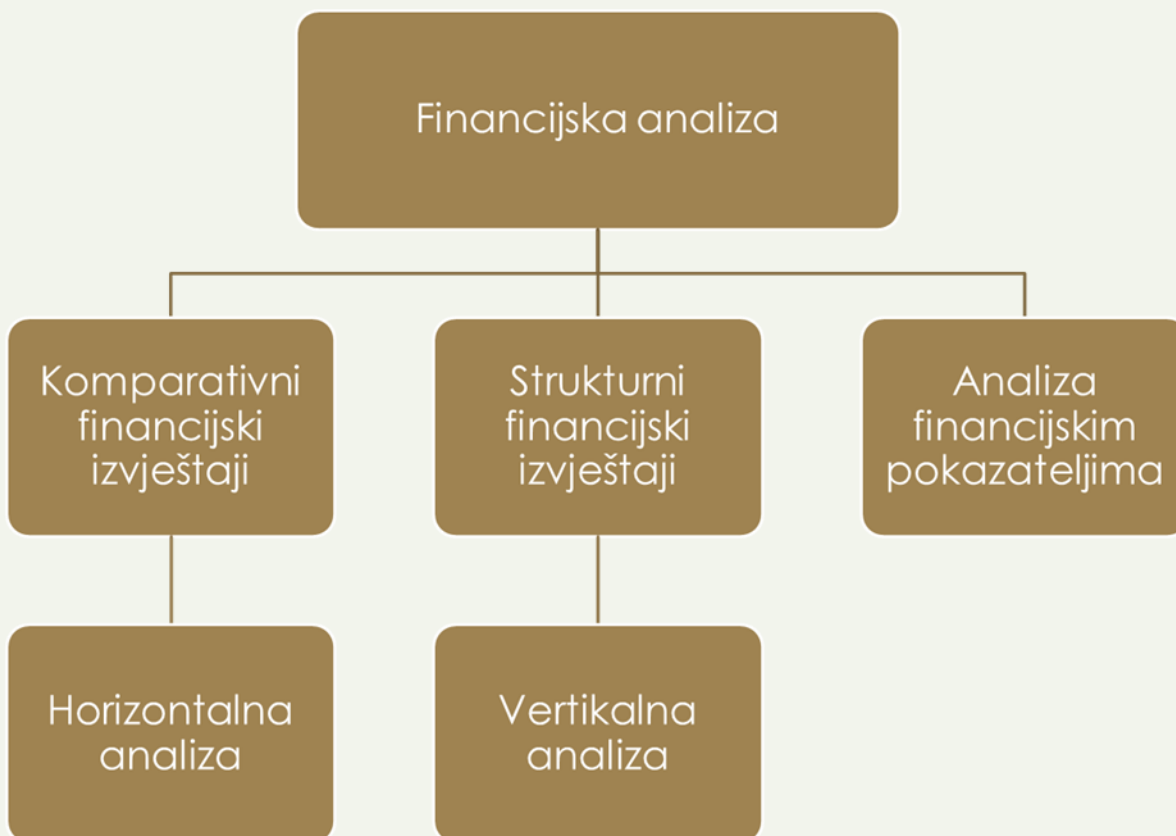 Financijska analiza
Komparativni
financijski
izvještaji
Strukturni
financijski
izvještaji
Analiza
financijskim
pokazateljima
Horizontalna
analiza
Vertikalna
analiza